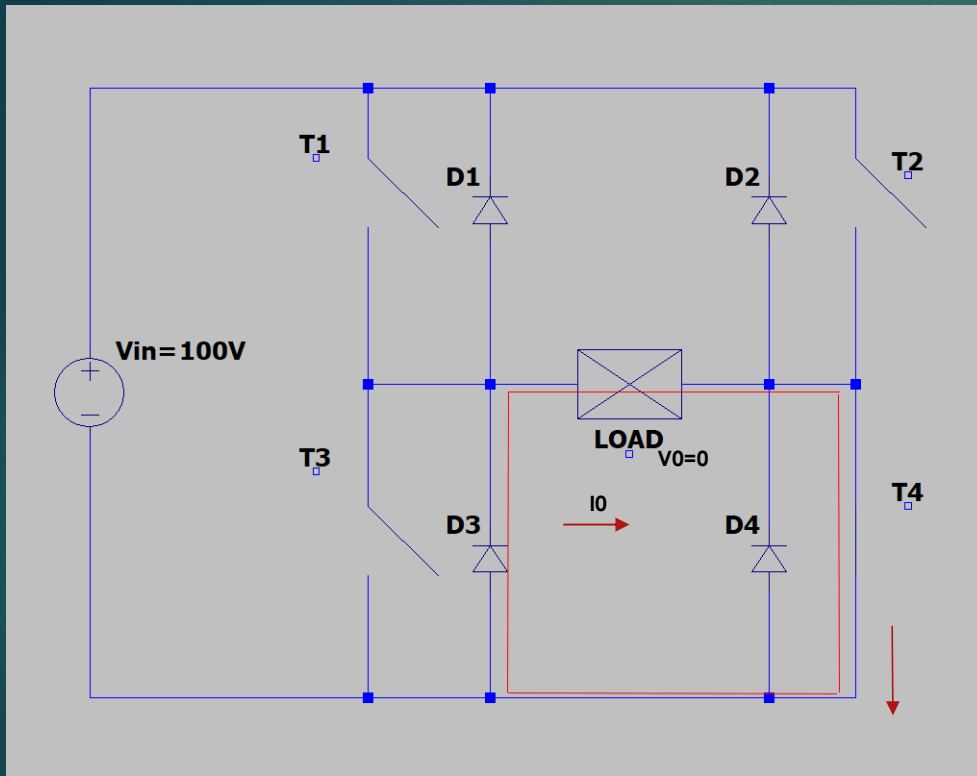 T1
T2
D1
D2
Vin=100V
+
−
LOAD
V0=0
T3
I0
T4
D3
D4